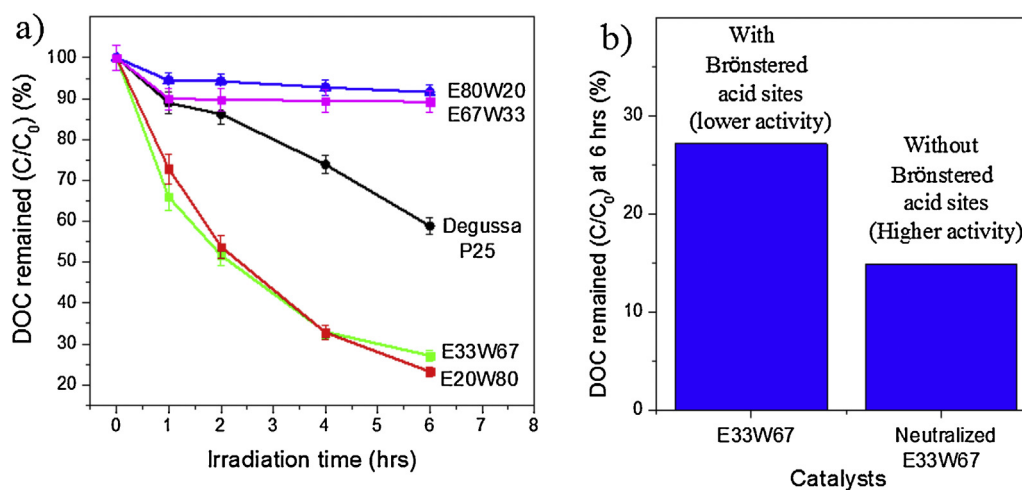 a)
DOC remained (C/C₀) (%)
100
90
80
70
60
50
40
30
20
E80W20
E67W33
Degussa
P25
E33W67
E20W80
0
1
2
3
4
5
6
7
8
Irradiation time (hrs)
b)
DOC remained (C/C₀) at 6 hrs (%)
30
15
0
With
Brönstered
acid sites
(lower activity)
Without
Brönstered
acid sites
(Higher activity)
E33W67
Neutralized
E33W67
Catalysts